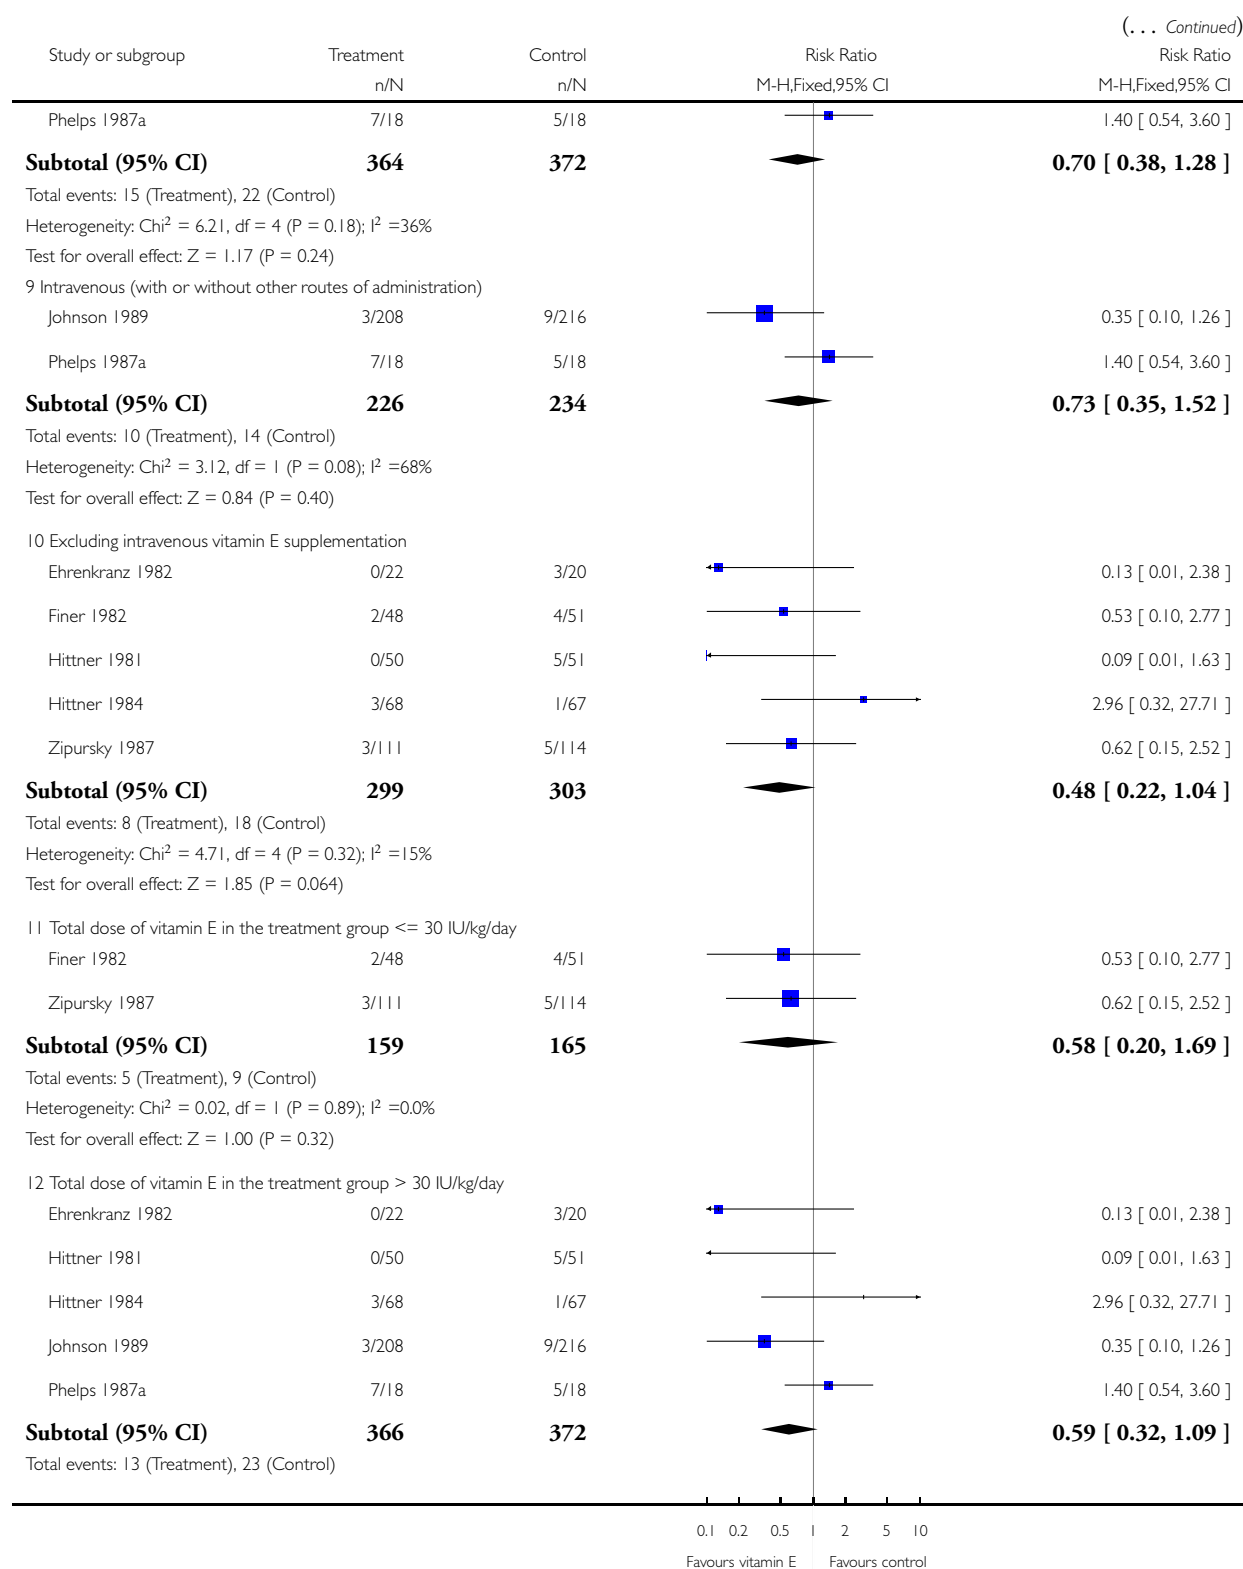 (... Continued)
Study or subgroup Treatment Control Risk Ratio Risk Ratio
n/N n/N M-H,Fixed,95% CI M-H,Fixed,95% CI
Phelps 1987a 7/18 5/18 1.40 [ 0.54, 3.60 ]
Subtotal (95% CI) 364 372 0.70 [ 0.38, 1.28 ]
Total events: 15 (Treatment), 22 (Control)
Heterogeneity: Chi² = 6.21, df = 4 (P = 0.18); I² =36%
Test for overall effect: Z = 1.17 (P = 0.24)
9 Intravenous (with or without other routes of administration)
Johnson 1989 3/208 9/216 0.35 [ 0.10, 1.26 ]
Phelps 1987a 7/18 5/18 1.40 [ 0.54, 3.60 ]
Subtotal (95% CI) 226 234 0.73 [ 0.35, 1.52 ]
Total events: 10 (Treatment), 14 (Control)
Heterogeneity: Chi² = 3.12, df = 1 (P = 0.08); I² =68%
Test for overall effect: Z = 0.84 (P = 0.40)
10 Excluding intravenous vitamin E supplementation
Ehrenkranz 1982 0/22 3/20 0.13 [ 0.01, 2.38 ]
Finer 1982 2/48 4/51 0.53 [ 0.10, 2.77 ]
Hittner 1981 0/50 5/51 0.09 [ 0.01, 1.63 ]
Hittner 1984 3/68 1/67 2.96 [ 0.32, 27.71 ]
Zipursky 1987 3/111 5/114 0.62 [ 0.15, 2.52 ]
Subtotal (95% CI) 299 303 0.48 [ 0.22, 1.04 ]
Total events: 8 (Treatment), 18 (Control)
Heterogeneity: Chi² = 4.71, df = 4 (P = 0.32); I² =15%
Test for overall effect: Z = 1.85 (P = 0.064)
11 Total dose of vitamin E in the treatment group <= 30 IU/kg/day
Finer 1982 2/48 4/51 0.53 [ 0.10, 2.77 ]
Zipursky 1987 3/111 5/114 0.62 [ 0.15, 2.52 ]
Subtotal (95% CI) 159 165 0.58 [ 0.20, 1.69 ]
Total events: 5 (Treatment), 9 (Control)
Heterogeneity: Chi² = 0.02, df = 1 (P = 0.89); I² =0.0%
Test for overall effect: Z = 1.00 (P = 0.32)
12 Total dose of vitamin E in the treatment group > 30 IU/kg/day
Ehrenkranz 1982 0/22 3/20 0.13 [ 0.01, 2.38 ]
Hittner 1981 0/50 5/51 0.09 [ 0.01, 1.63 ]
Hittner 1984 3/68 1/67 2.96 [ 0.32, 27.71 ]
Johnson 1989 3/208 9/216 0.35 [ 0.10, 1.26 ]
Phelps 1987a 7/18 5/18 1.40 [ 0.54, 3.60 ]
Subtotal (95% CI) 366 372 0.59 [ 0.32, 1.09 ]
Total events: 13 (Treatment), 23 (Control)
0.1 0.2 0.5 1 2 5 10
Favours vitamin E Favours control